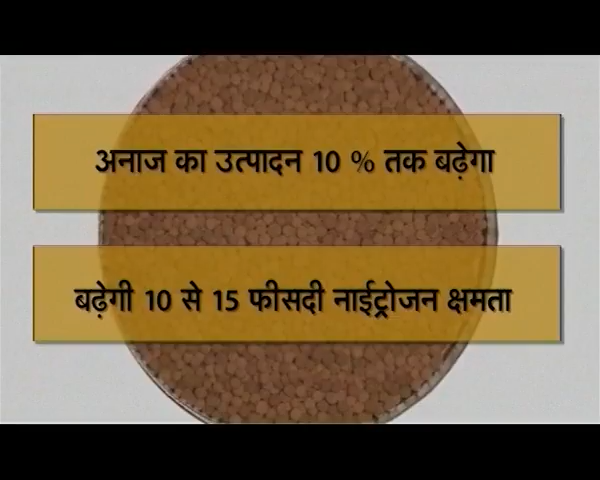 अनाज का उत्पादन 10 % तक बढ़ेगा
बढ़ेगी 10 से 15 फीसदी नाईट्रोजन क्षमता